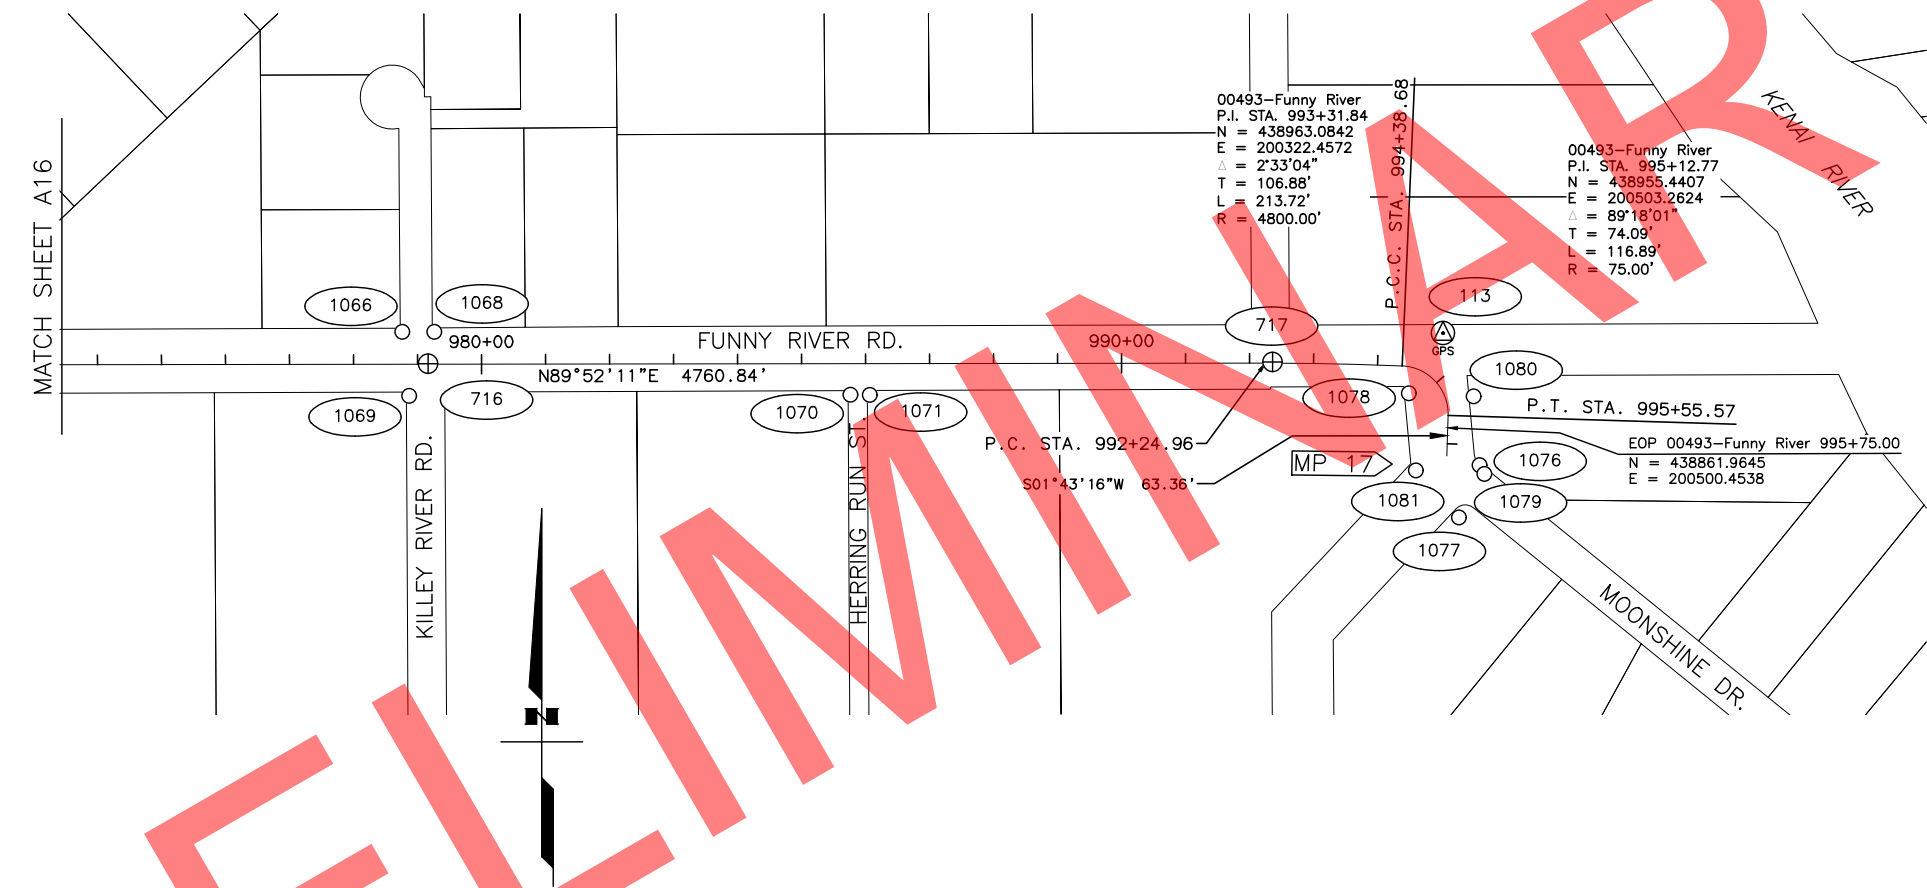 MATCH SHEET A16
KENAI RIVER
00493-Funny River
P.I. STA. 993+31.84
N = 438963.0842
E = 200322.4572
Δ = 2°33'04"
T = 106.88'
L = 213.72'
R = 4800.00'
P.C.C. STA. 994+38.68
00493-Funny River
P.I. STA. 995+12.77
N = 438955.4407
E = 200503.2624
Δ = 89°18'01"
T = 74.09'
L = 116.89'
R = 75.00'
1066
1068
113
717
980+00
FUNNY RIVER RD.
990+00
GPS
N89°52'11"E 4760.84'
1080
1069
716
1070
1071
1078
P.T. STA. 995+55.57
P.C. STA. 992+24.96
EOP 00493-Funny River 995+75.00
N = 438861.9645
E = 200500.4538
MP 17
S01°43'16"W 63.36'
1076
1081
1079
1077
KILLEY RIVER RD.
HERRING RUN ST.
MOONSHINE DR.
N
ELIMINAR